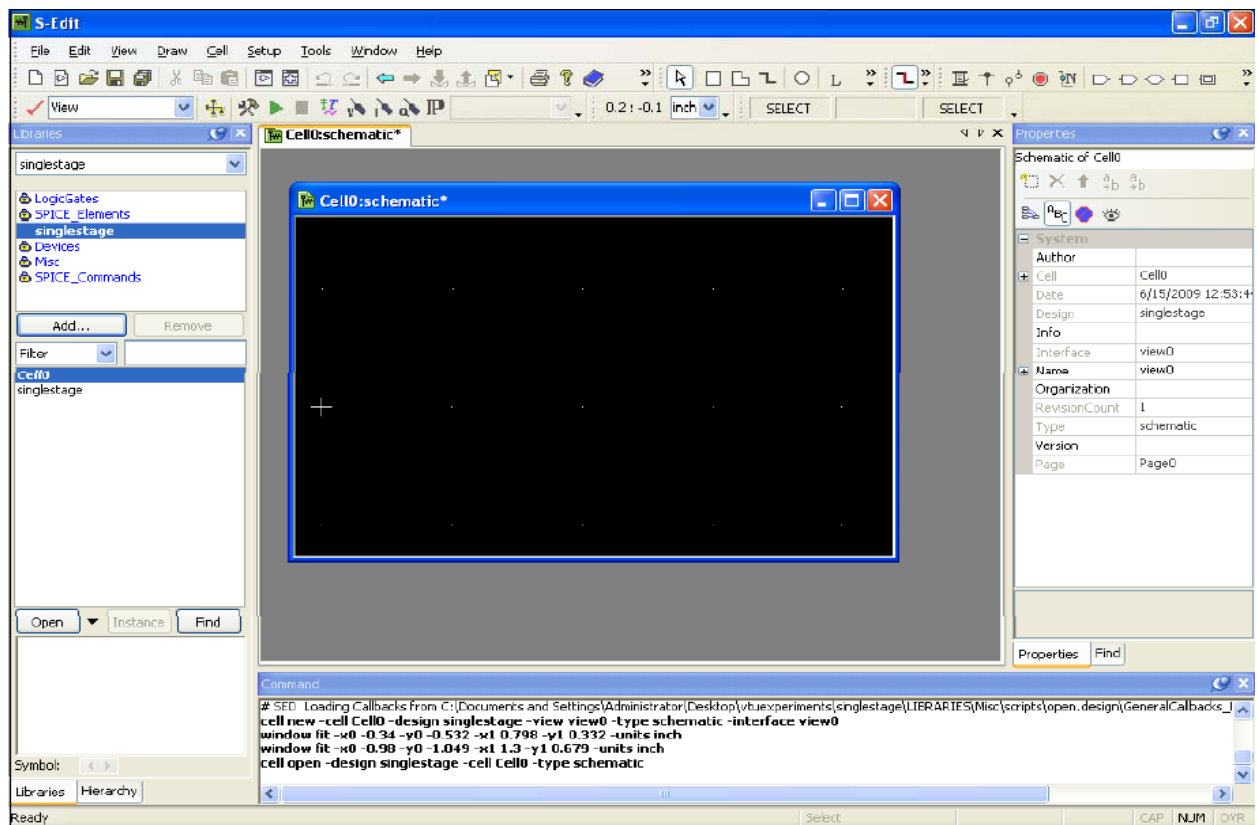 S-Edit
File Edit View Draw Cell Setup Tools Window Help
View 0.2 : -0.1 inch SELECT SELECT
Libraries
singlestage
LogicGates
SPICE_Elements
singlestage
Devices
Misc
SPICE_Commands
Add... Remove
Filter
Cell0
singlestage
Open Instance Find
Symbol:
Libraries Hierarchy
Cell0:schematic*
Cell0:schematic*
Properties
Schematic of Cell0
System
Author
Cell Cell0
Date 6/15/2009 12:53:4
Design singlestage
Info
Interface view0
Name view0
Organization
RevisionCount 1
Type schematic
Version
Page Page0
Properties Find
Command
# SED Loading Callbacks from C:\Documents and Settings\Administrator\Desktop\vtuexperiments\singlestage\LIBRARIES\Misc\scripts\open.design\GeneralCalbacks_
cell new -cell Cell0 -design singlestage -view view0 -type schematic -interface view0
window fit -x0 -0.34 -y0 -0.532 -x1 0.798 -y1 0.332 -units inch
window fit -x0 -0.98 -y0 -1.049 -x1 1.3 -y1 0.679 -units inch
cell open -design singlestage -cell Cell0 -type schematic
Ready Select CAP NUM OVR